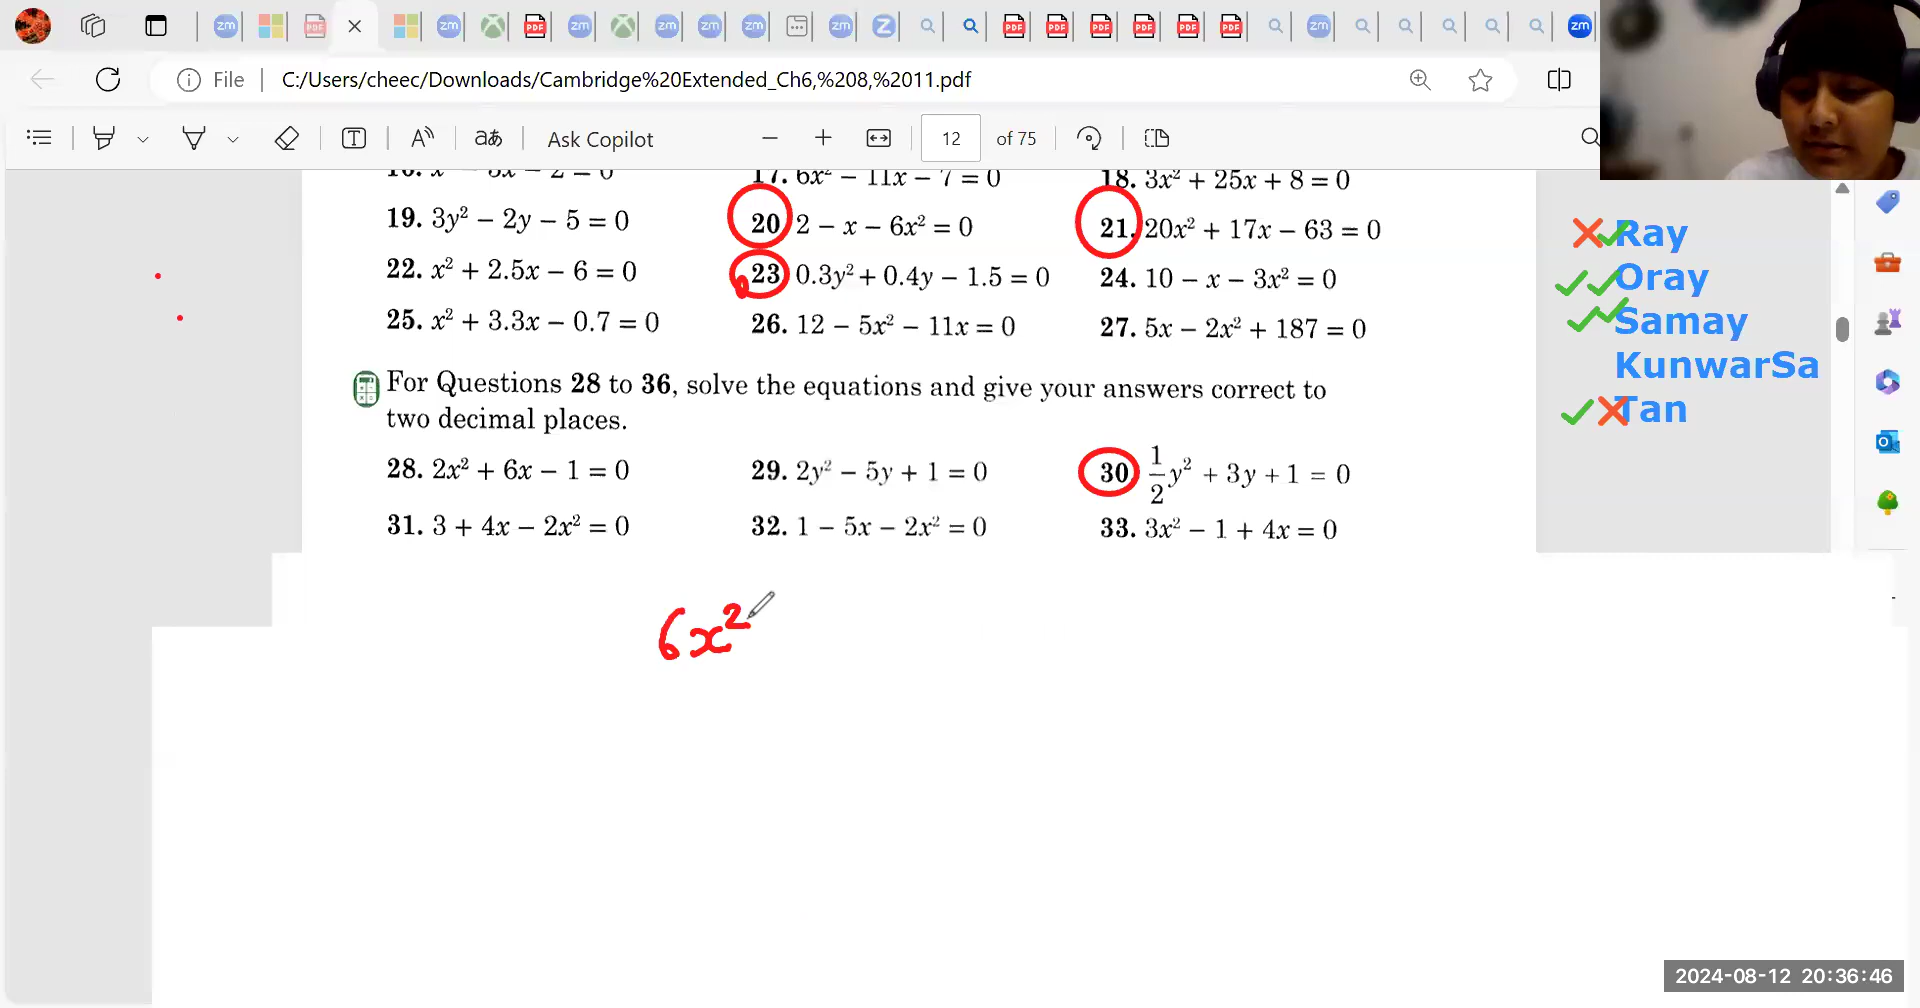 File C:/Users/cheec/Downloads/Cambridge%20Extended_Ch6,%208,%2011.pdf
Ask Copilot 12 of 75
17. 6x² − 11x − 7 = 0 18. 3x² + 25x + 8 = 0
19. 3y² − 2y − 5 = 0 20 2 − x − 6x² = 0 21. 20x² + 17x − 63 = 0
22. x² + 2.5x − 6 = 0 23 0.3y² + 0.4y − 1.5 = 0 24. 10 − x − 3x² = 0
25. x² + 3.3x − 0.7 = 0 26. 12 − 5x² − 11x = 0 27. 5x − 2x² + 187 = 0
For Questions 28 to 36, solve the equations and give your answers correct to
two decimal places.
28. 2x² + 6x − 1 = 0 29. 2y² − 5y + 1 = 0 30 1/2 y² + 3y + 1 = 0
31. 3 + 4x − 2x² = 0 32. 1 − 5x − 2x² = 0 33. 3x² − 1 + 4x = 0
6x²
Ray
Oray
Samay
KunwarSa
Tan
2024-08-12 20:36:46